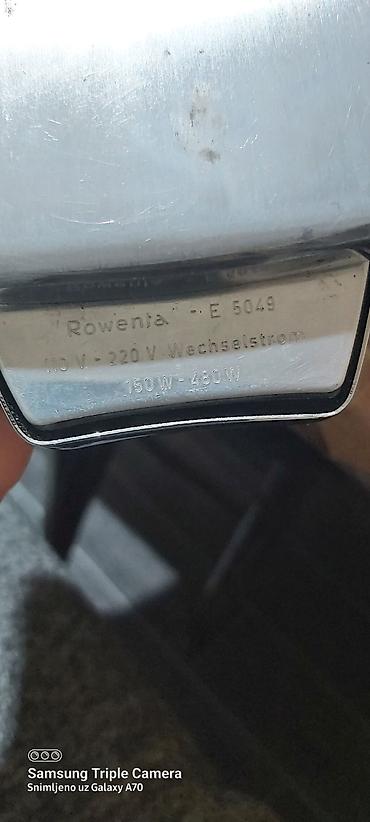 Rowenta - E 5049
110 V - 220 V Wechselstrom
150 W - 480 W
Samsung Triple Camera
Snimljeno uz Galaxy A70